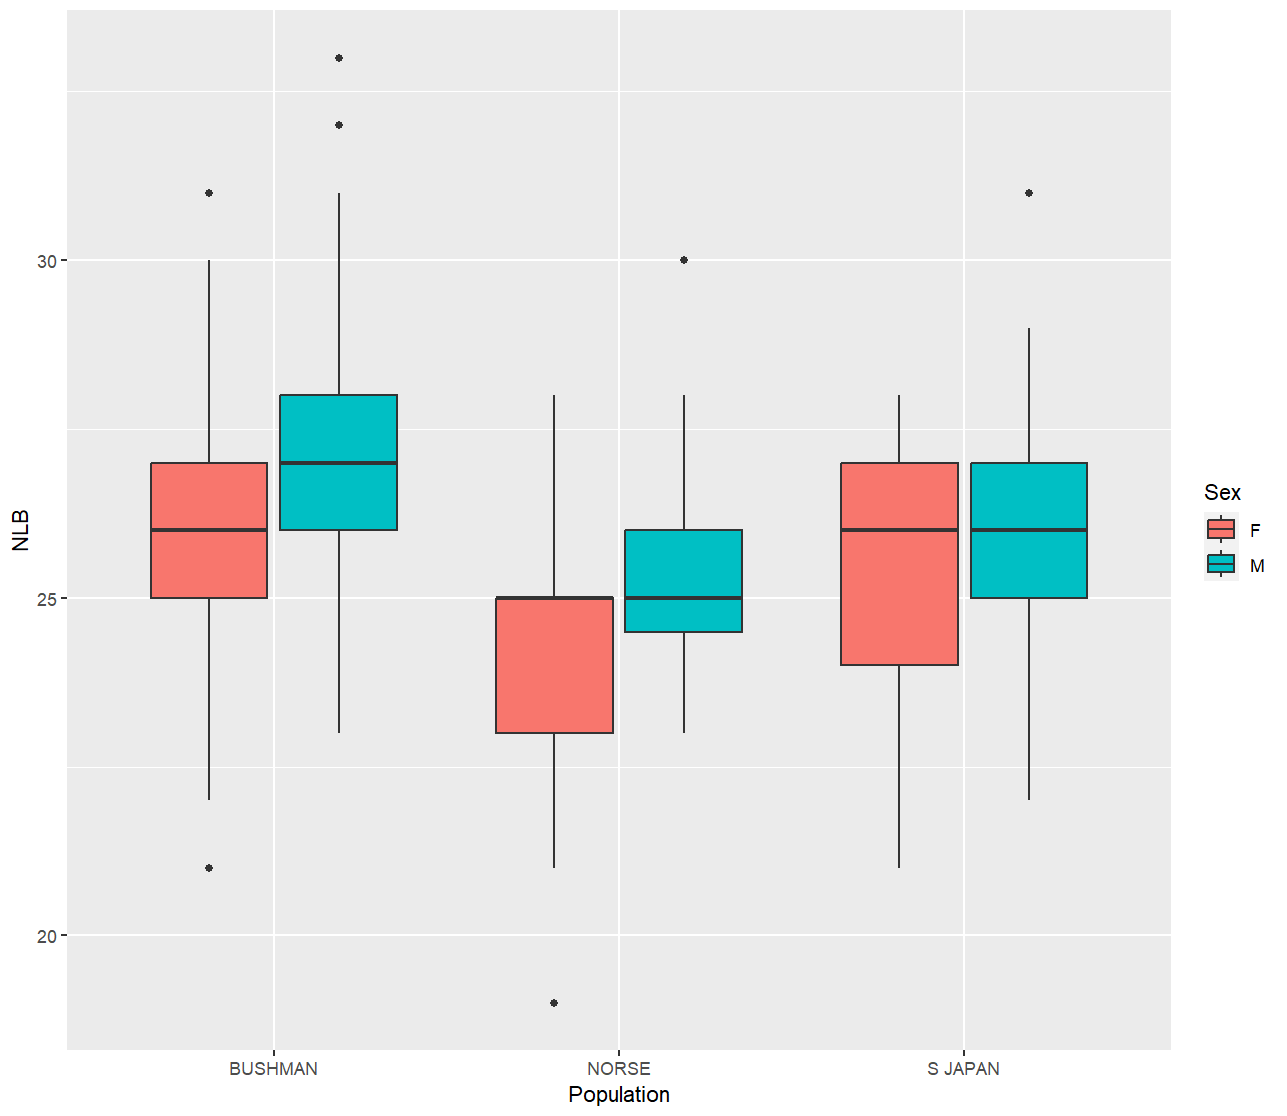 NLB
30
25
20
BUSHMAN NORSE S JAPAN
Population
Sex
F
M